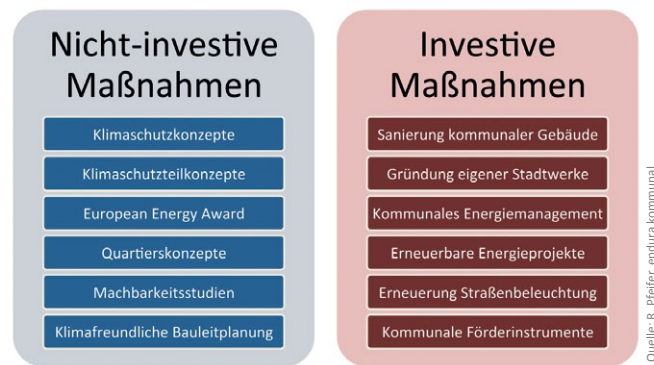 Nicht-investive
Maßnahmen
Klimaschutzkonzepte
Klimaschutzteilkonzepte
European Energy Award
Quartierskonzepte
Machbarkeitsstudien
Klimafreundliche Bauleitplanung
Investive
Maßnahmen
Sanierung kommunaler Gebäude
Gründung eigener Stadtwerke
Kommunales Energiemanagement
Erneuerbare Energieprojekte
Erneuerung Straßenbeleuchtung
Kommunale Förderinstrumente
Quelle: R. Pfeifer, endura kommunal